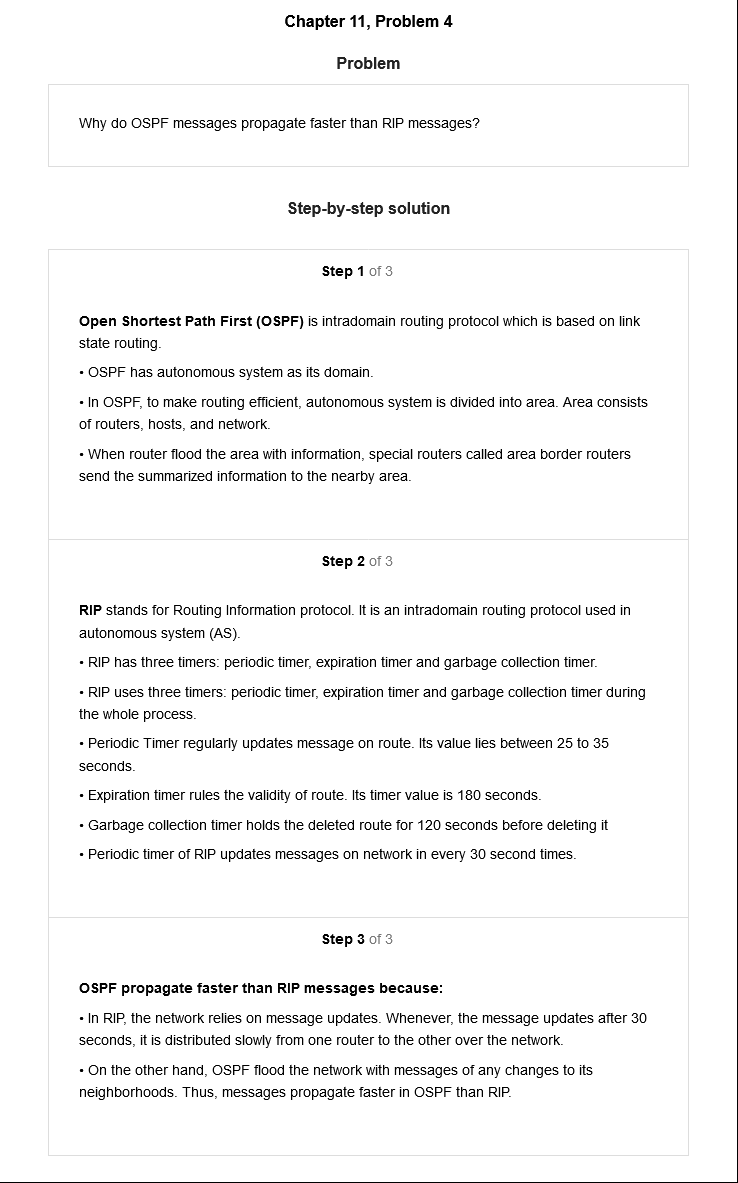 Chapter 11, Problem 4
Problem
Why do OSPF messages propagate faster than RIP messages?
Step-by-step solution
Step 1 of 3
Open Shortest Path First (OSPF) is intradomain routing protocol which is based on link
state routing.
• OSPF has autonomous system as its domain.
• In OSPF, to make routing efficient, autonomous system is divided into area. Area consists
of routers, hosts, and network.
• When router flood the area with information, special routers called area border routers
send the summarized information to the nearby area.
Step 2 of 3
RIP stands for Routing Information protocol. It is an intradomain routing protocol used in
autonomous system (AS).
• RIP has three timers: periodic timer, expiration timer and garbage collection timer.
• RIP uses three timers: periodic timer, expiration timer and garbage collection timer during
the whole process.
• Periodic Timer regularly updates message on route. Its value lies between 25 to 35
seconds.
• Expiration timer rules the validity of route. Its timer value is 180 seconds.
• Garbage collection timer holds the deleted route for 120 seconds before deleting it
• Periodic timer of RIP updates messages on network in every 30 second times.
Step 3 of 3
OSPF propagate faster than RIP messages because:
• In RIP, the network relies on message updates. Whenever, the message updates after 30
seconds, it is distributed slowly from one router to the other over the network.
• On the other hand, OSPF flood the network with messages of any changes to its
neighborhoods. Thus, messages propagate faster in OSPF than RIP.